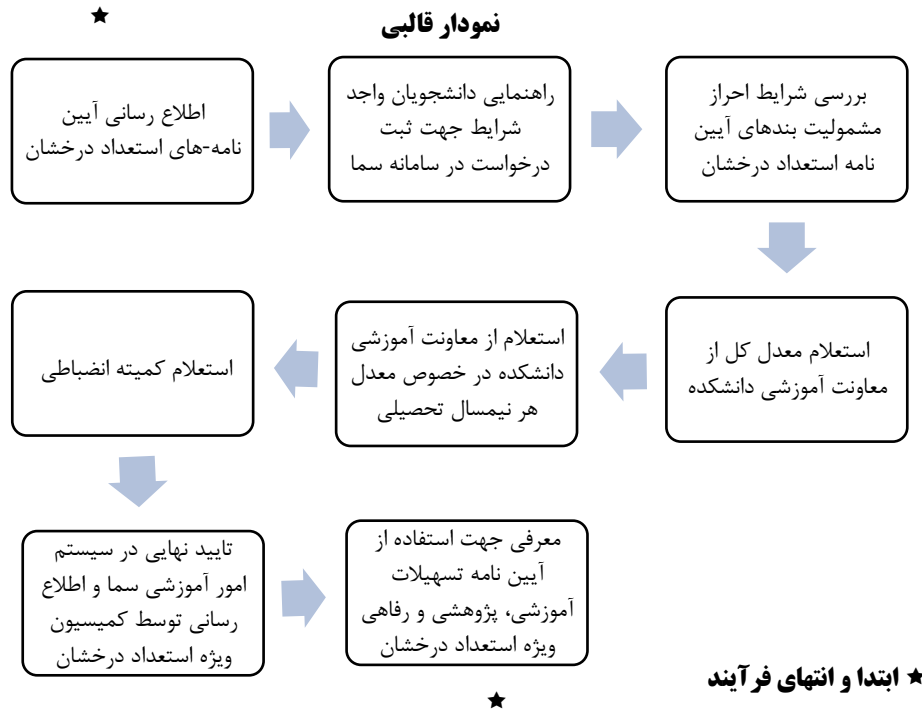 ★
نمودار قالبی
اطلاع رسانی آیین
نامه-های استعداد درخشان
راهنمایی دانشجویان واجد
شرایط جهت ثبت
درخواست در سامانه سما
بررسی شرایط احراز
مشمولیت بندهای آیین
نامه استعداد درخشان
استعلام معدل کل از
معاونت آموزشی دانشکده
استعلام از معاونت آموزشی
دانشکده در خصوص معدل
هر نیمسال تحصیلی
استعلام کمیته انضباطی
تایید نهایی در سیستم
امور آموزشی سما و اطلاع
رسانی توسط کمیسیون
ویژه استعداد درخشان
معرفی جهت استفاده از
آیین نامه تسهیلات
آموزشی، پژوهشی و رفاهی
ویژه استعداد درخشان
★
★ ابتدا و انتهای فرآیند